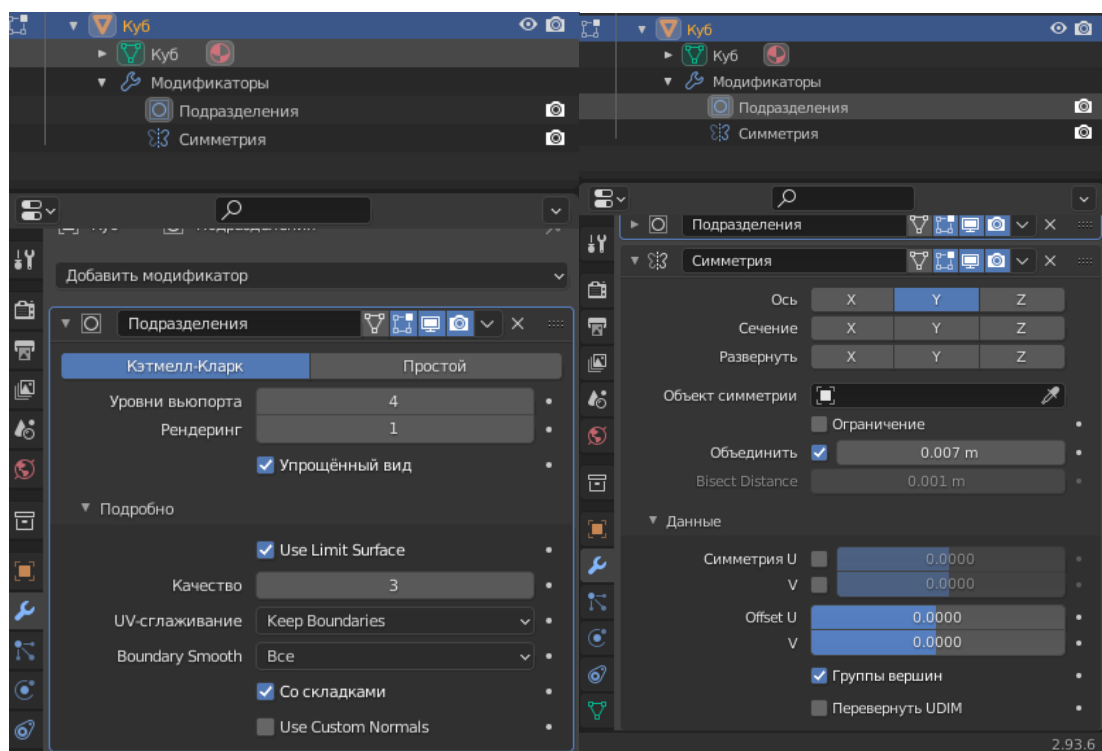 Куб
Куб
Модификаторы
Подразделения
Симметрия
Добавить модификатор
Подразделения
Кэтмелл-Кларк Простой
Уровни вьюпорта 4
Рендеринг 1
Упрощённый вид
Подробно
Use Limit Surface
Качество 3
UV-сглаживание Keep Boundaries
Boundary Smooth Все
Со складками
Use Custom Normals
Куб
Куб
Модификаторы
Подразделения
Симметрия
Подразделения
Симметрия
Ось X Y Z
Сечение X Y Z
Развернуть X Y Z
Объект симметрии
Ограничение
Объединить 0.007 m
Bisect Distance 0.001 m
Данные
Симметрия U 0.0000
V 0.0000
Offset U 0.0000
V 0.0000
Группы вершин
Перевернуть UDIM
2.93.6